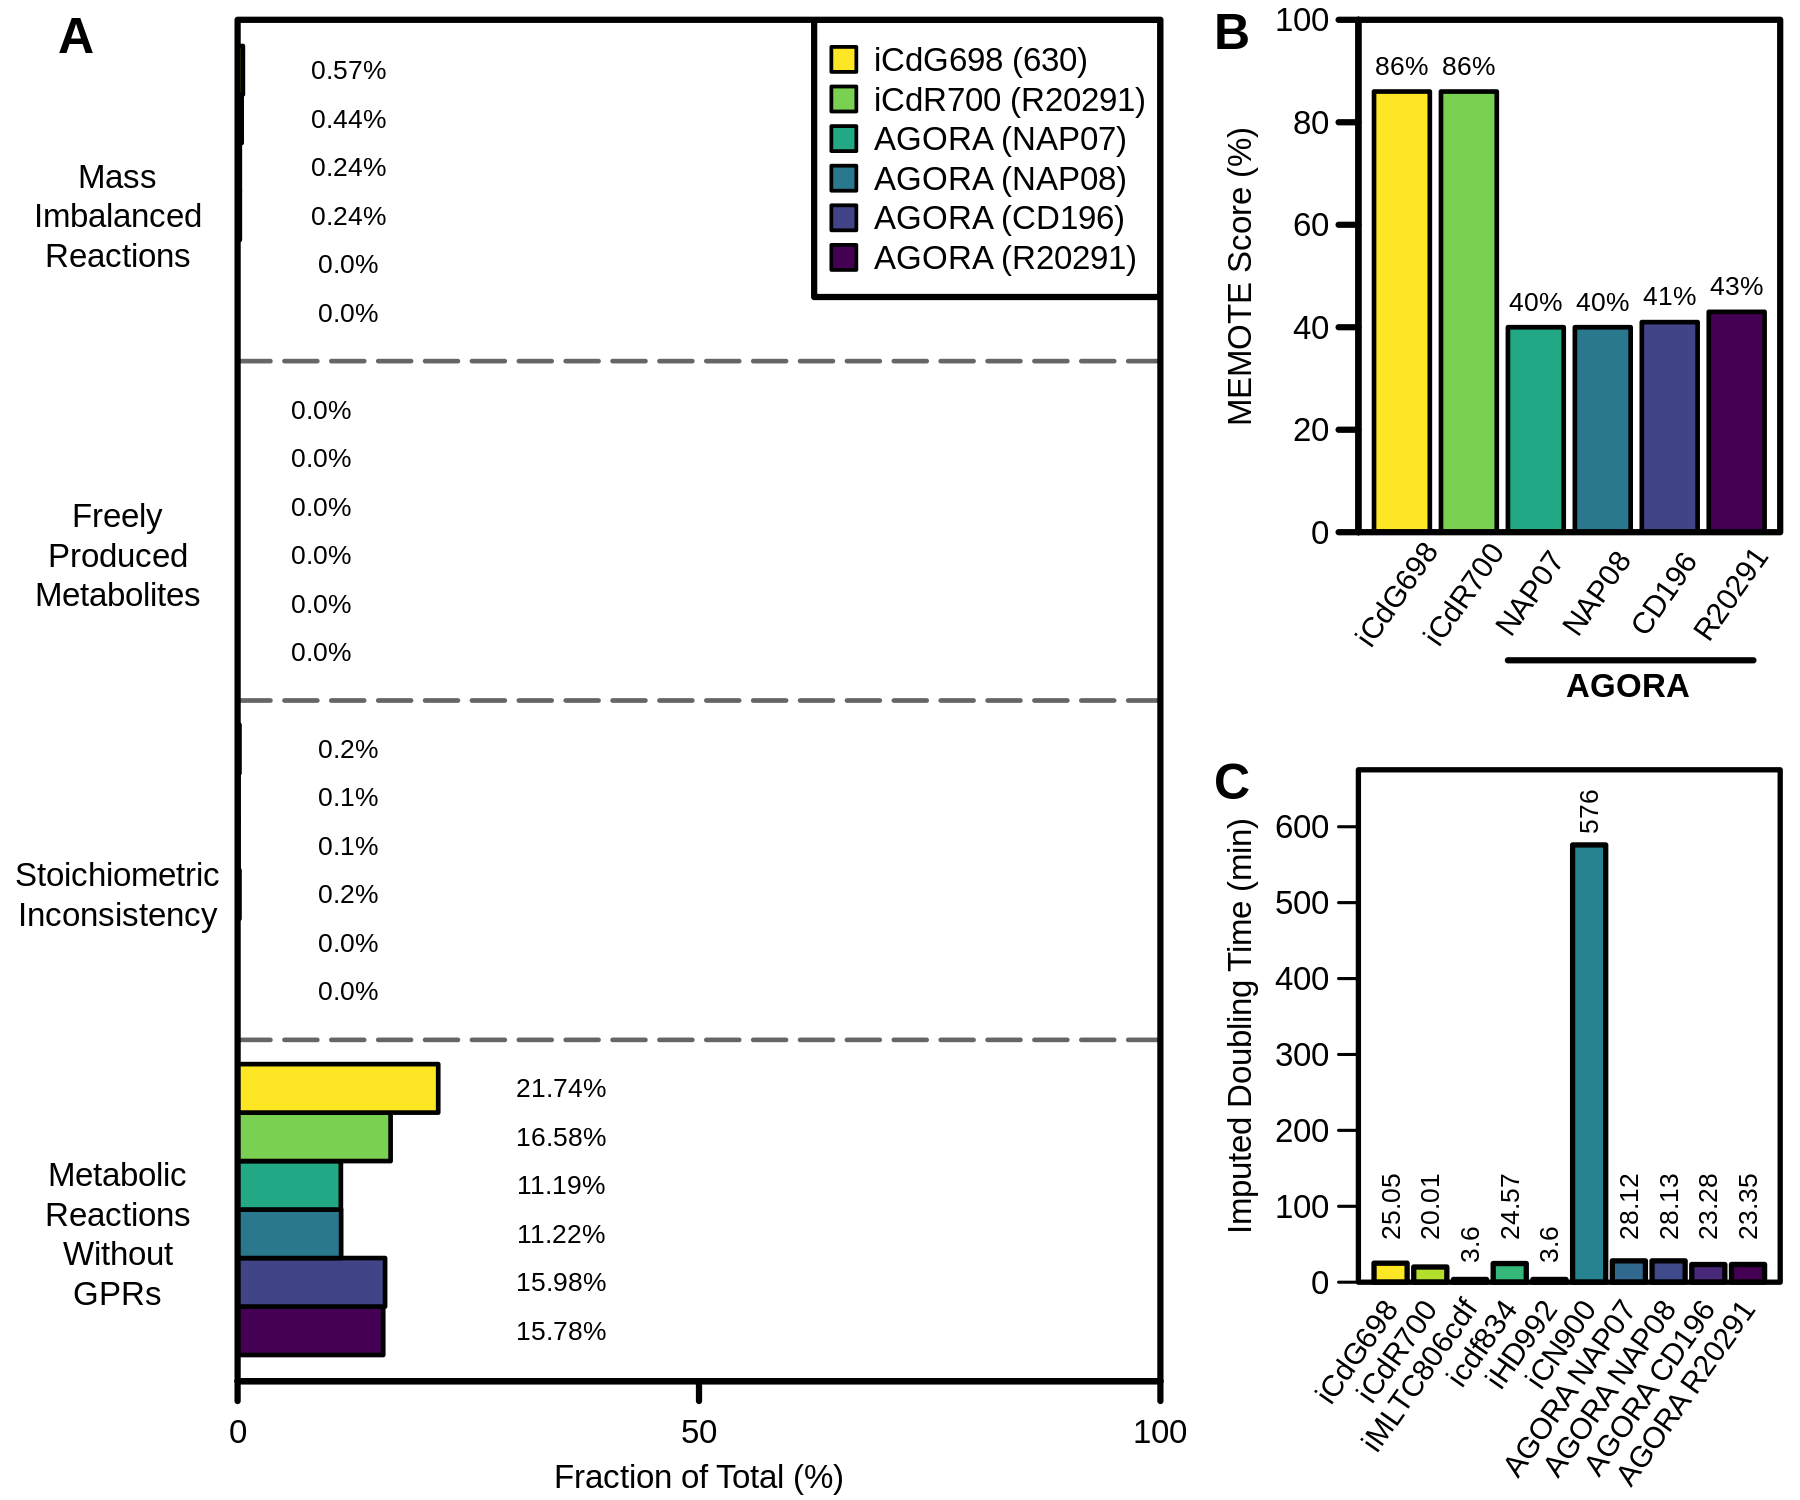 A
0.57%
0.44%
0.24%
0.24%
0.0%
0.0%
Mass
Imbalanced
Reactions
iCdG698 (630)
iCdR700 (R20291)
AGORA (NAP07)
AGORA (NAP08)
AGORA (CD196)
AGORA (R20291)
0.0%
0.0%
0.0%
0.0%
0.0%
0.0%
Freely
Produced
Metabolites
0.2%
0.1%
0.1%
0.2%
0.0%
0.0%
Stoichiometric
Inconsistency
21.74%
16.58%
11.19%
11.22%
15.98%
15.78%
Metabolic
Reactions
Without
GPRs
0
50
100
Fraction of Total (%)
B
MEMOTE Score (%)
100
80
60
40
20
0
86%
86%
40%
40%
41%
43%
iCdG698
iCdR700
NAP07
NAP08
CD196
R20291
AGORA
C
Imputed Doubling Time (min)
600
500
400
300
200
100
0
25.05
20.01
3.6
24.57
3.6
576
28.12
28.13
23.28
23.35
iCdG698
iCdR700
iMLTC806cdf
icdf834
iHD992
iCN900
AGORA NAP07
AGORA NAP08
AGORA CD196
AGORA R20291